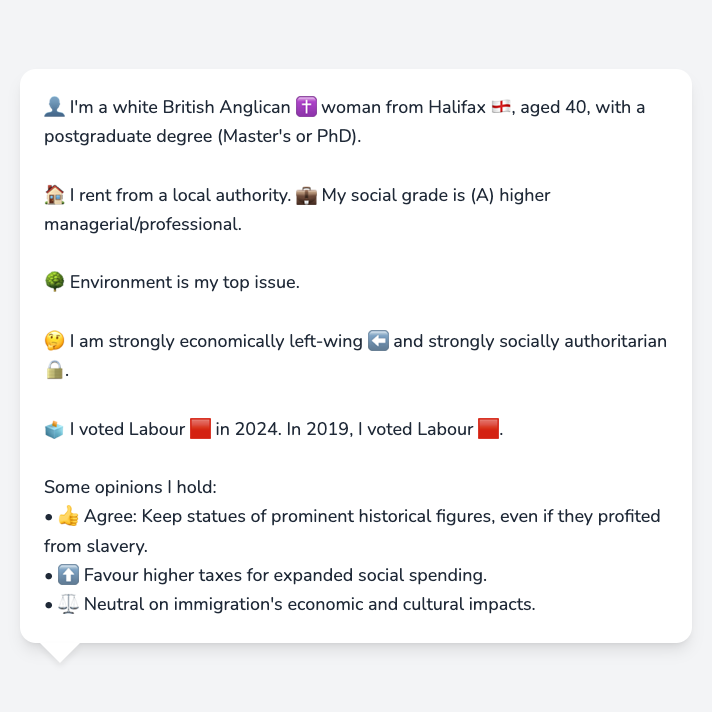 👤 I'm a white British Anglican ✝️ woman from Halifax 🏴󠁧󠁢󠁥󠁮󠁧󠁿, aged 40, with a
postgraduate degree (Master's or PhD).
🏠 I rent from a local authority. 💼 My social grade is (A) higher
managerial/professional.
🌳 Environment is my top issue.
🤔 I am strongly economically left-wing ⬅️ and strongly socially authoritarian
🔒.
🗳️ I voted Labour 🟥 in 2024. In 2019, I voted Labour 🟥.
Some opinions I hold:
• 👍 Agree: Keep statues of prominent historical figures, even if they profited
from slavery.
• ⬆️ Favour higher taxes for expanded social spending.
• ⚖️ Neutral on immigration's economic and cultural impacts.